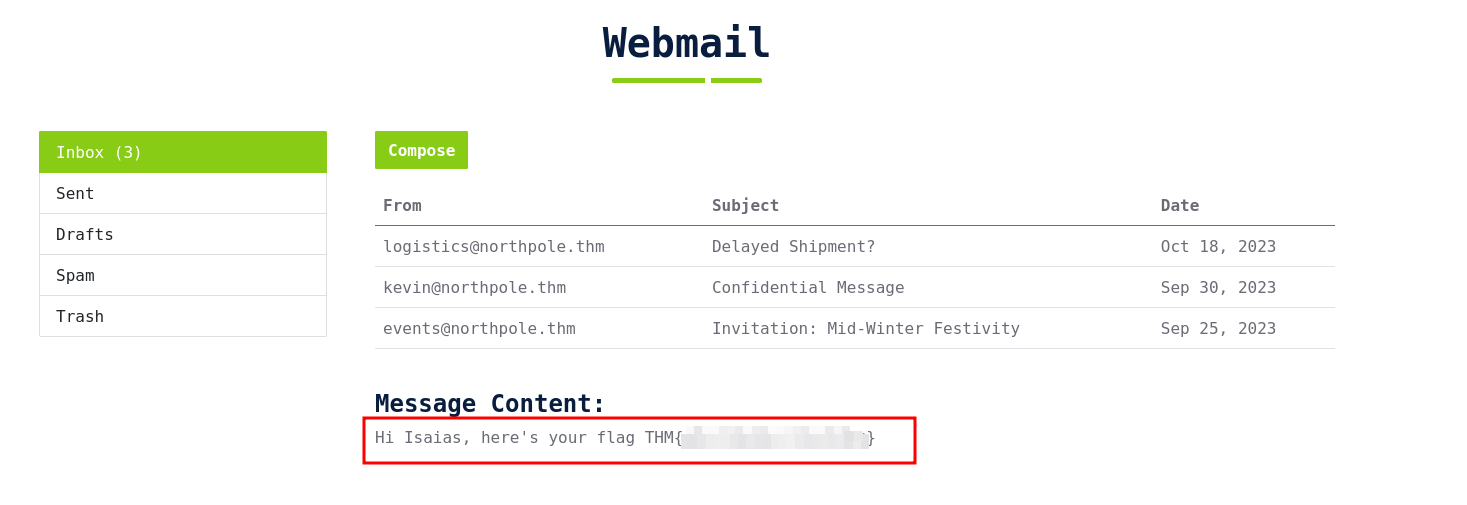 Webmail
Inbox (3)
Sent
Drafts
Spam
Trash
Compose
From Subject Date
logistics@northpole.thm Delayed Shipment? Oct 18, 2023
kevin@northpole.thm Confidential Message Sep 30, 2023
events@northpole.thm Invitation: Mid-Winter Festivity Sep 25, 2023
Message Content:
Hi Isaias, here's your flag THM{ }